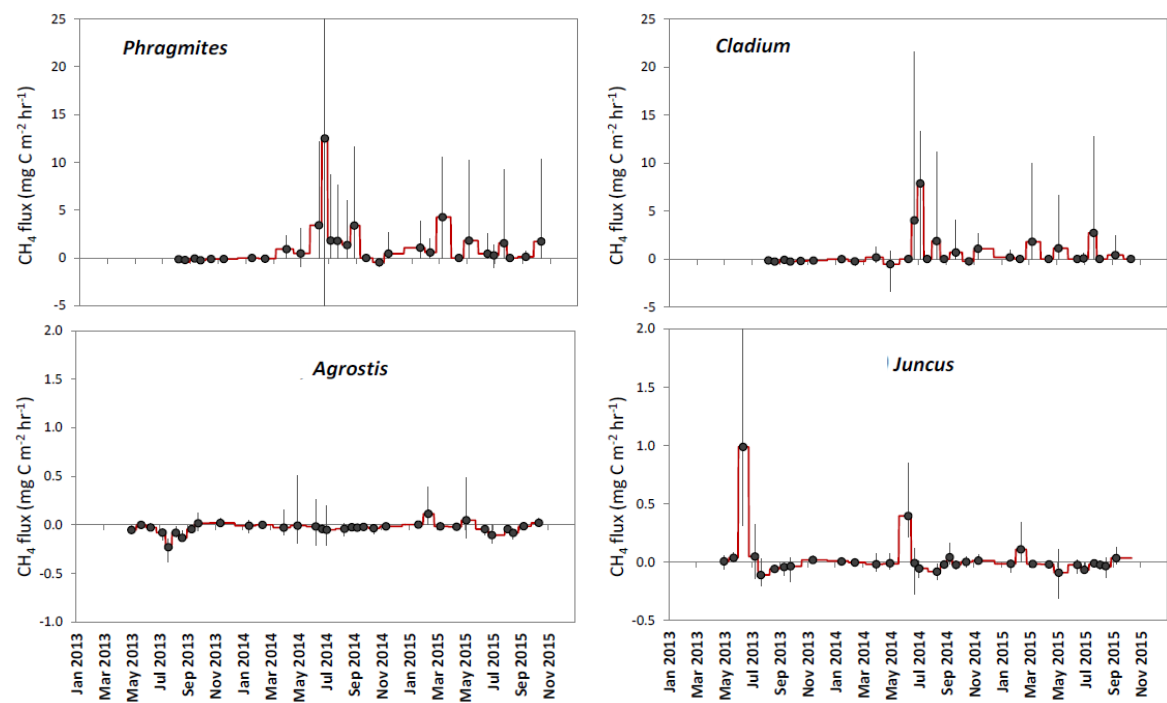 Phragmites
CH4 flux (mg C m-2 hr-1)
25
20
15
10
5
0
-5
Cladium
CH4 flux (mg C m-2 hr-1)
25
20
15
10
5
0
-5
Agrostis
CH4 flux (mg C m-2 hr-1)
2.0
1.5
1.0
0.5
0.0
-0.5
-1.0
Jan 2013
Mar 2013
May 2013
Jul 2013
Sep 2013
Nov 2013
Jan 2014
Mar 2014
May 2014
Jul 2014
Sep 2014
Nov 2014
Jan 2015
Mar 2015
May 2015
Jul 2015
Sep 2015
Nov 2015
Juncus
CH4 flux (mg C m-2 hr-1)
2.0
1.5
1.0
0.5
0.0
-0.5
Jan 2013
Mar 2013
May 2013
Jul 2013
Sep 2013
Nov 2013
Jan 2014
Mar 2014
May 2014
Jul 2014
Sep 2014
Nov 2014
Jan 2015
Mar 2015
May 2015
Jul 2015
Sep 2015
Nov 2015